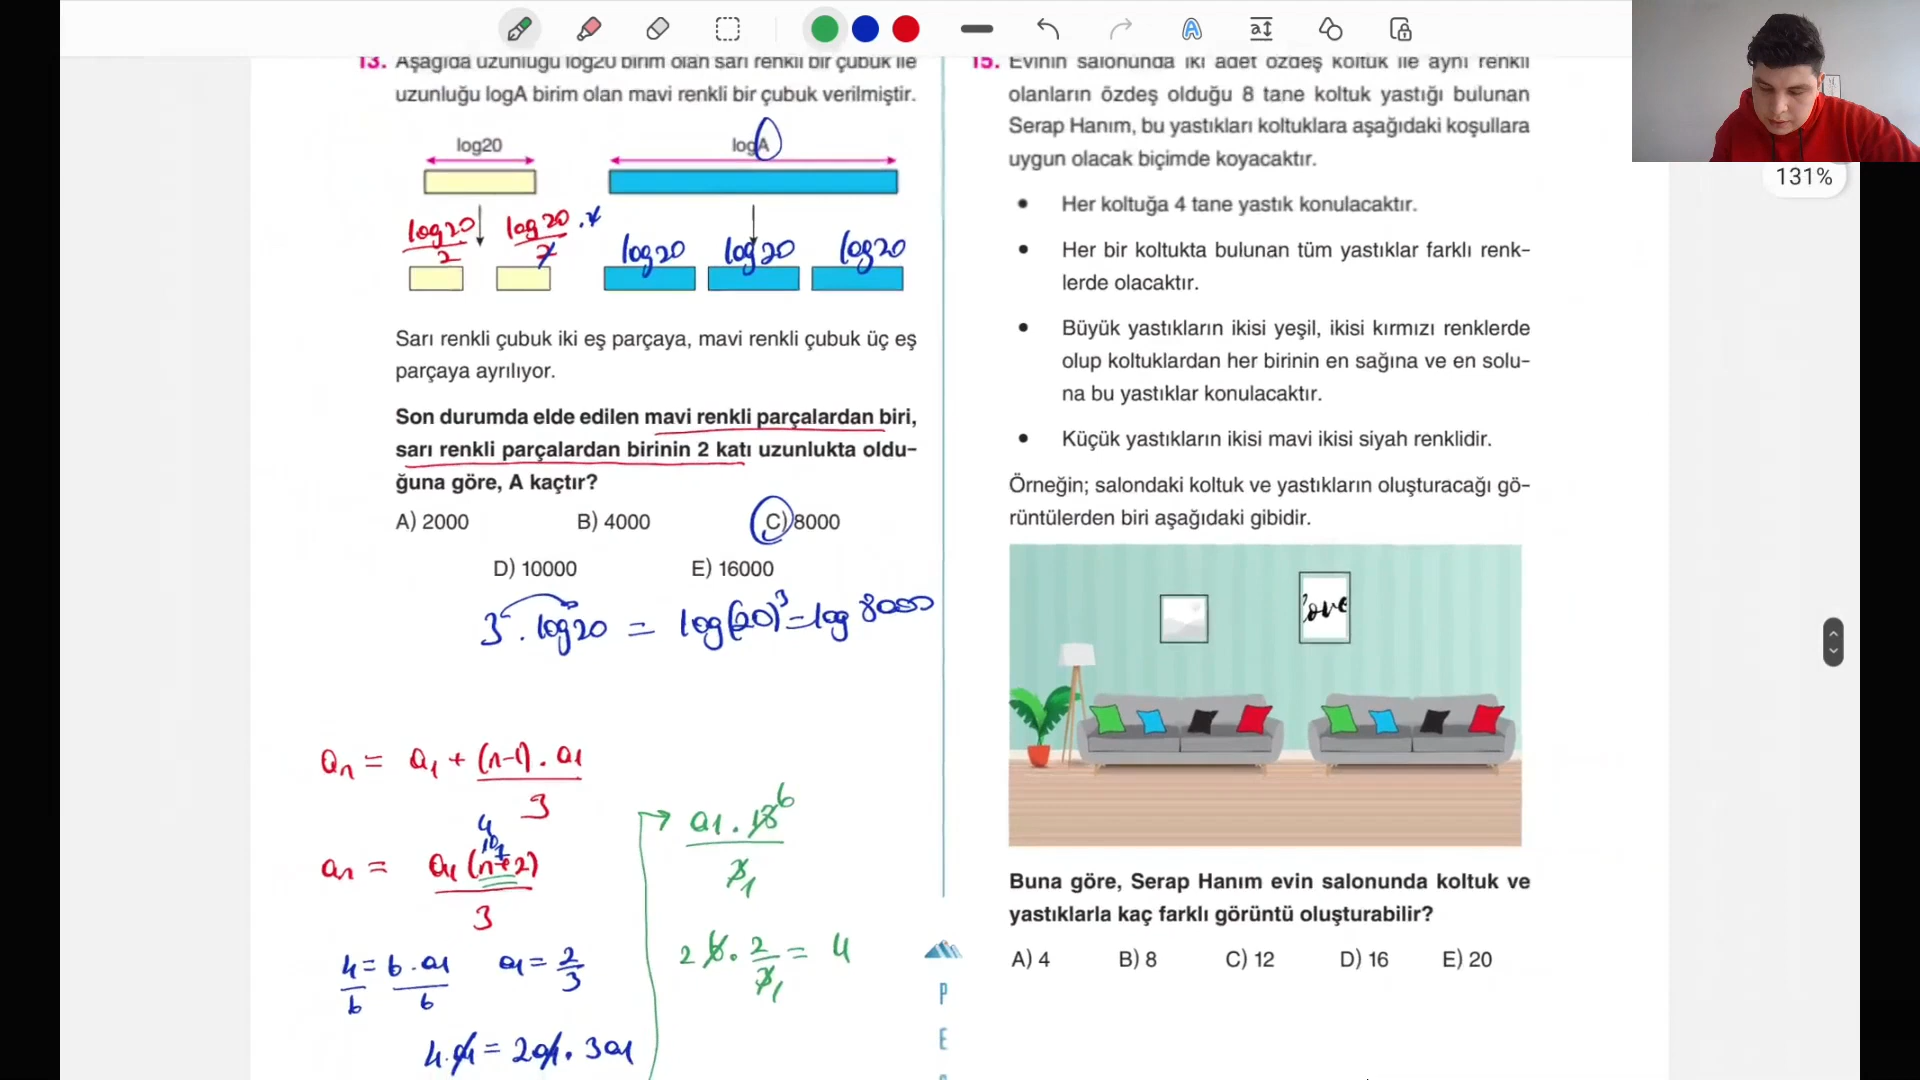 131%
13. Aşağıda uzunluğu log20 birim olan sarı renkli bir çubuk ile
uzunluğu logA birim olan mavi renkli bir çubuk verilmiştir.
log20
logA
log20/2
log20/2 . 2
log20
log20
log20
Sarı renkli çubuk iki eş parçaya, mavi renkli çubuk üç eş
parçaya ayrılıyor.
Son durumda elde edilen mavi renkli parçalardan biri,
sarı renkli parçalardan birinin 2 katı uzunlukta oldu-
ğuna göre, A kaçtır?
A) 2000 B) 4000 C) 8000
D) 10000 E) 16000
3 . log20 = log(20)³ = log 8000
an = a1 + (n-1) . a1
3
an = a1 (n+2)
3
4 = 6 . a1 a1 = 2/3
6 6
4.a1 = 2a1 . 3a1
a1 . 18 6
3 1
2 6 . 2/3 1 = 4
15. Evinin salonunda iki adet özdeş koltuk ile aynı renkli
olanların özdeş olduğu 8 tane koltuk yastığı bulunan
Serap Hanım, bu yastıkları koltuklara aşağıdaki koşullara
uygun olacak biçimde koyacaktır.
• Her koltuğa 4 tane yastık konulacaktır.
• Her bir koltukta bulunan tüm yastıklar farklı renk-
lerde olacaktır.
• Büyük yastıkların ikisi yeşil, ikisi kırmızı renklerde
olup koltuklardan her birinin en sağına ve en solu-
na bu yastıklar konulacaktır.
• Küçük yastıkların ikisi mavi ikisi siyah renklidir.
Örneğin; salondaki koltuk ve yastıkların oluşturacağı gö-
rüntülerden biri aşağıdaki gibidir.
love
Buna göre, Serap Hanım evin salonunda koltuk ve
yastıklarla kaç farklı görüntü oluşturabilir?
A) 4 B) 8 C) 12 D) 16 E) 20
P
E